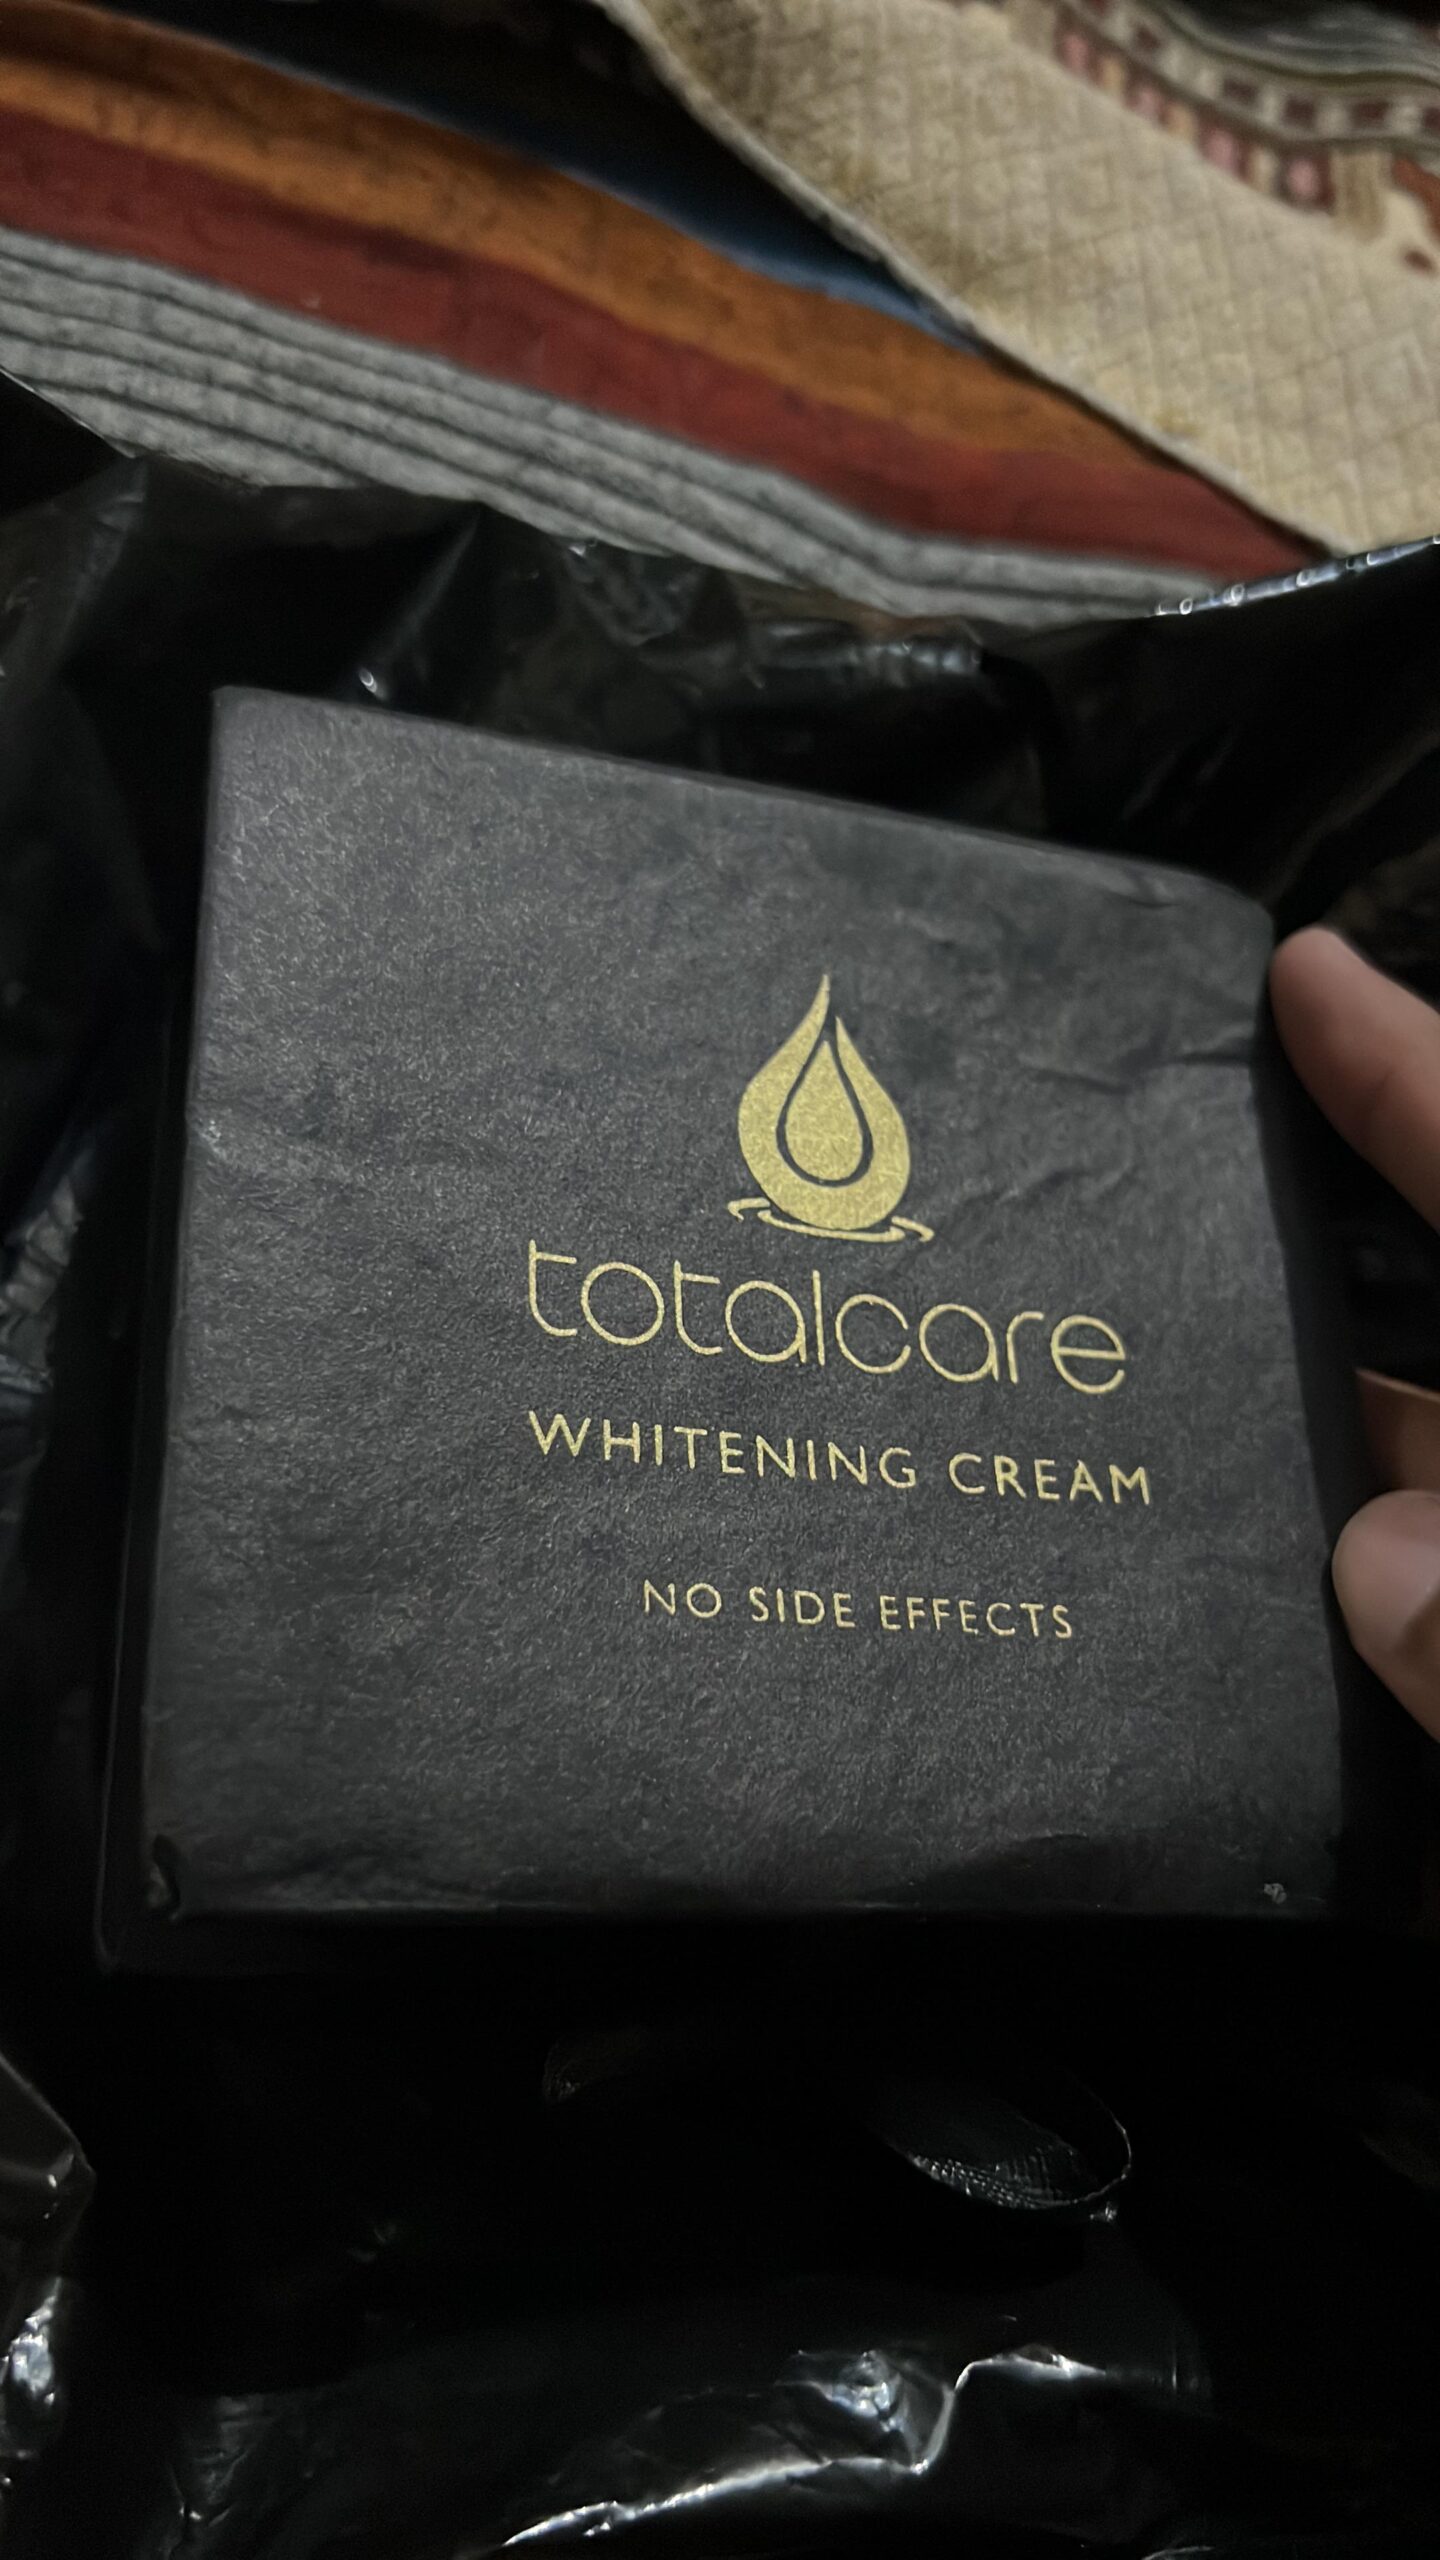 totalcare
WHITENING CREAM
NO SIDE EFFECTS